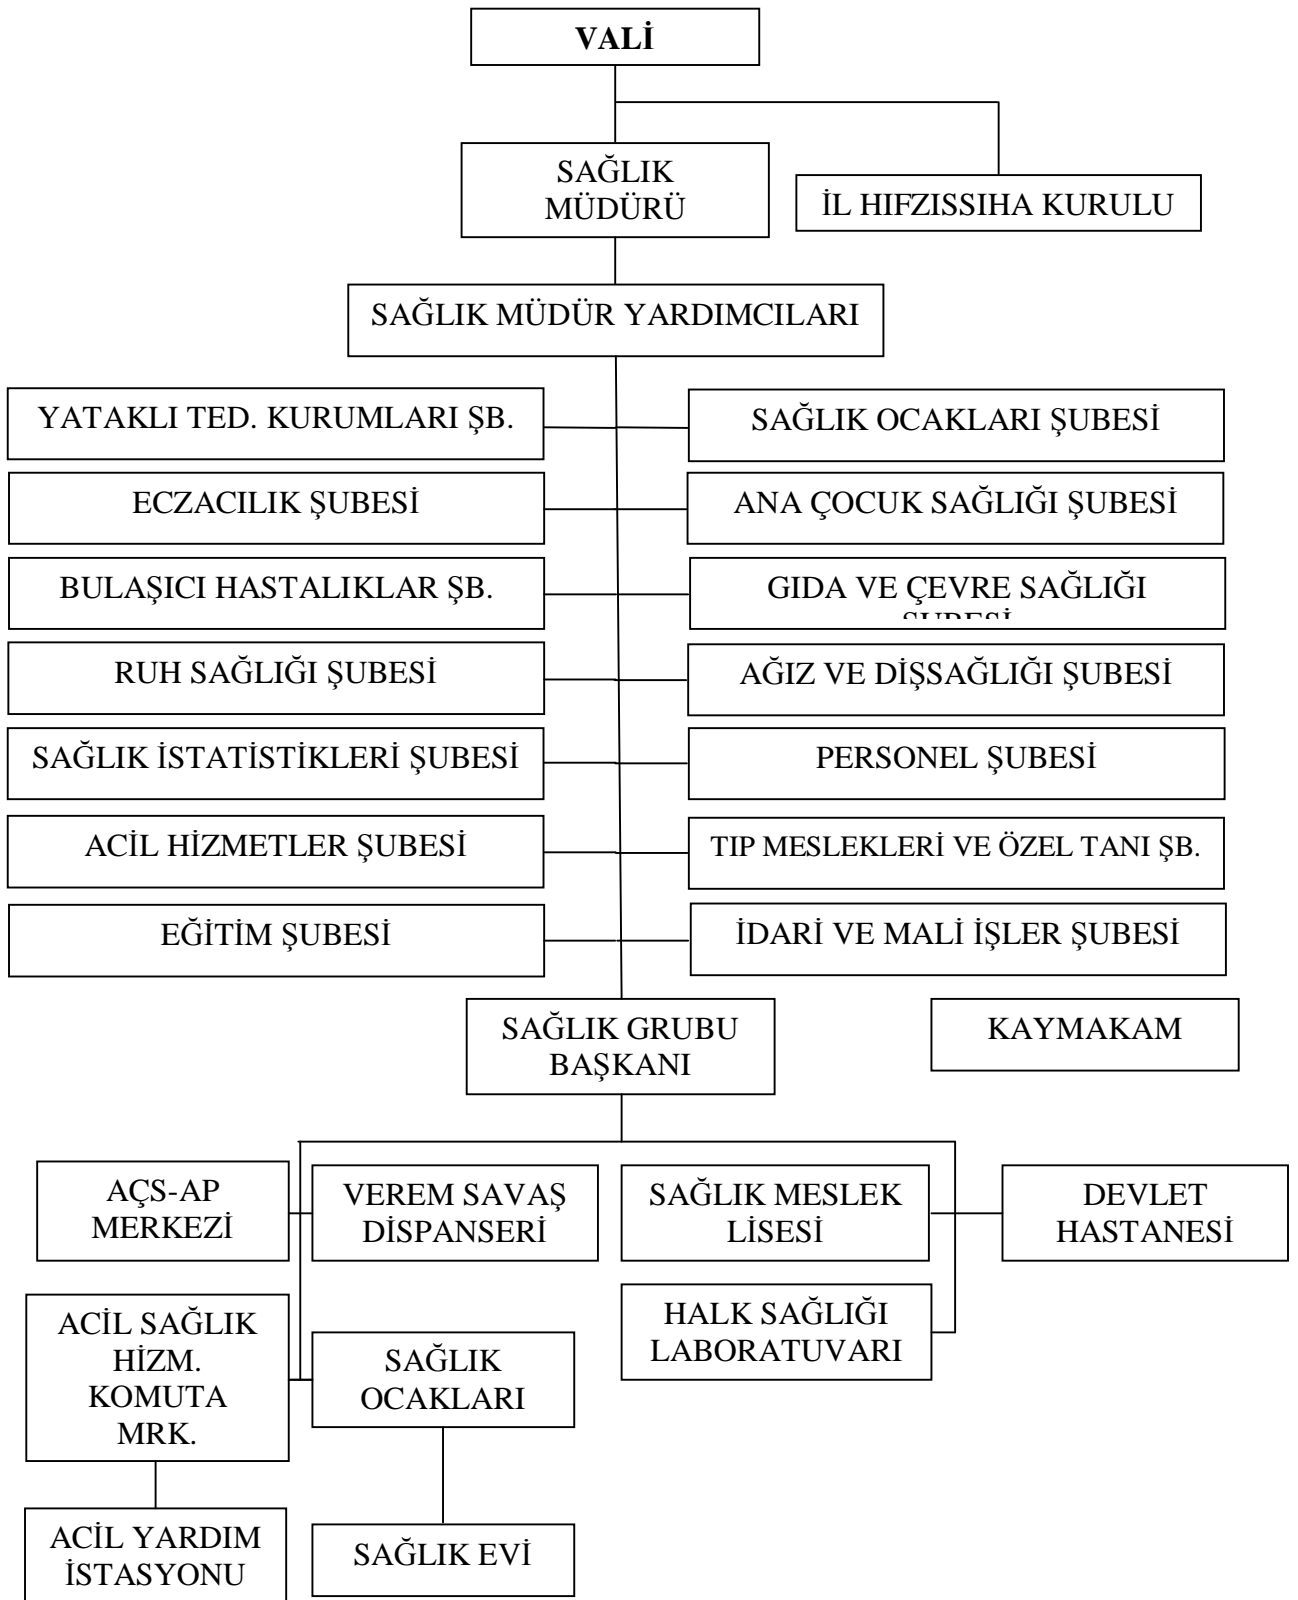 VALİ
SAĞLIK
MÜDÜRÜ
İL HIFZISSIHA KURULU
SAĞLIK MÜDÜR YARDIMCILARI
YATAKLI TED. KURUMLARI ŞB.
SAĞLIK OCAKLARI ŞUBESİ
ECZACILIK ŞUBESİ
ANA ÇOCUK SAĞLIĞI ŞUBESİ
BULAŞICI HASTALIKLAR ŞB.
GIDA VE ÇEVRE SAĞLIĞI
ŞUBESİ
RUH SAĞLIĞI ŞUBESİ
AĞIZ VE DİŞSAĞLIĞI ŞUBESİ
SAĞLIK İSTATİSTİKLERİ ŞUBESİ
PERSONEL ŞUBESİ
ACİL HİZMETLER ŞUBESİ
TIP MESLEKLERİ VE ÖZEL TANI ŞB.
EĞİTİM ŞUBESİ
İDARİ VE MALİ İŞLER ŞUBESİ
SAĞLIK GRUBU
BAŞKANI
KAYMAKAM
AÇS-AP
MERKEZİ
VEREM SAVAŞ
DİSPANSERİ
SAĞLIK MESLEK
LİSESİ
DEVLET
HASTANESİ
ACİL SAĞLIK
HİZM.
KOMUTA
MRK.
SAĞLIK
OCAKLARI
HALK SAĞLIĞI
LABORATUVARI
ACİL YARDIM
İSTASYONU
SAĞLIK EVİ